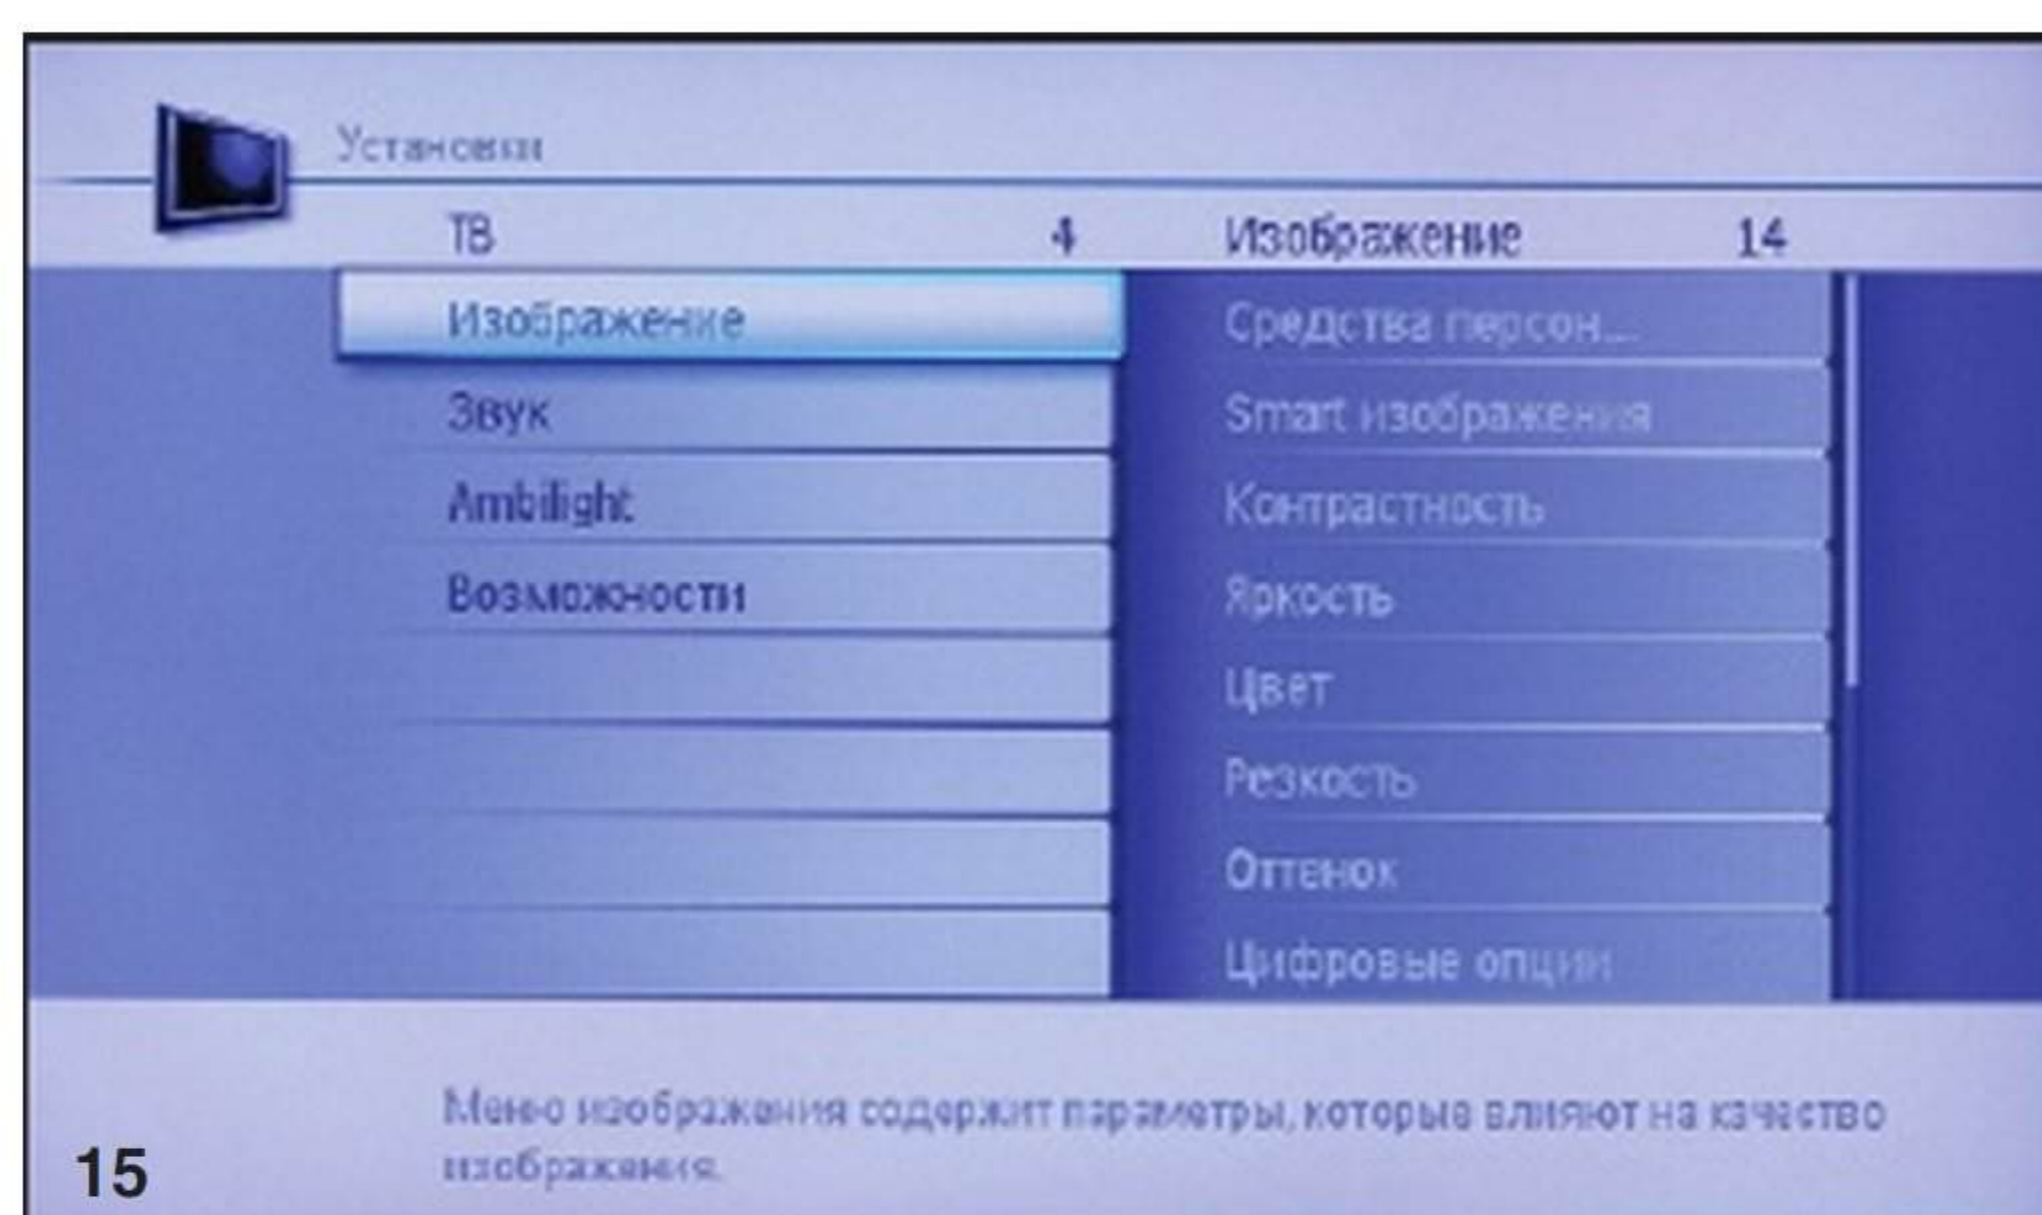 Установки
ТВ 4 Изображение 14
Изображение Средства персон...
Звук Smart изображения
Ambilight Контрастность
Возможности Яркость
Цвет
Резкость
Оттенок
Цифровые опции
Меню изображения содержит параметры, которые влияют на качество
изображения.
15